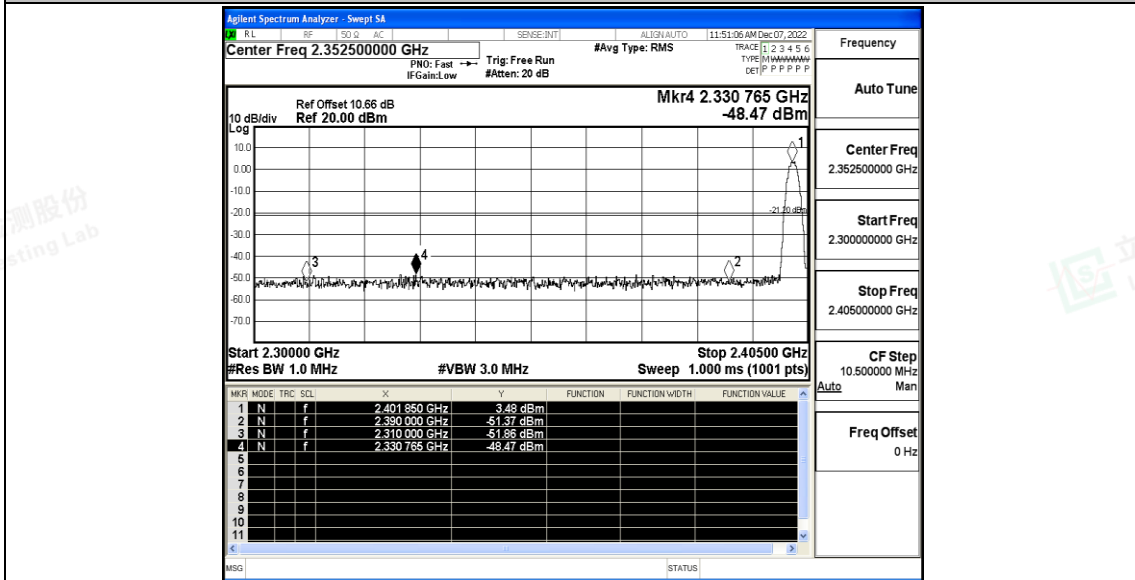 Agilent Spectrum Analyzer - Swept SA
RL RF 50 Ω AC SENSE:INT ALIGNAUTO 11:51:06 AM Dec 07, 2022
Center Freq 2.352500000 GHz #Avg Type: RMS TRACE 1 2 3 4 5 6
PNO: Fast Trig: Free Run TYPE M
IFGain:Low #Atten: 20 dB DET P P P P P P
Frequency
Mkr4 2.330 765 GHz
-48.47 dBm
Ref Offset 10.66 dB
10 dB/div Ref 20.00 dBm
Log
10.0
0.00
-10.0
-20.0
-30.0
-40.0
-50.0
-60.0
-70.0
1
-21.20 dBm
3
4
2
Start 2.30000 GHz Stop 2.40500 GHz
#Res BW 1.0 MHz #VBW 3.0 MHz Sweep 1.000 ms (1001 pts)
MKR MODE TRC SCL X Y FUNCTION FUNCTION WIDTH FUNCTION VALUE
1 N f 2.401 850 GHz 3.48 dBm
2 N f 2.390 000 GHz -51.37 dBm
3 N f 2.310 000 GHz -51.86 dBm
4 N f 2.330 765 GHz -48.47 dBm
5
6
7
8
9
10
11
MSG STATUS
Auto Tune
Center Freq
2.352500000 GHz
Start Freq
2.300000000 GHz
Stop Freq
2.405000000 GHz
CF Step
10.500000 MHz
Auto Man
Freq Offset
0 Hz
测股份
sting Lab
立